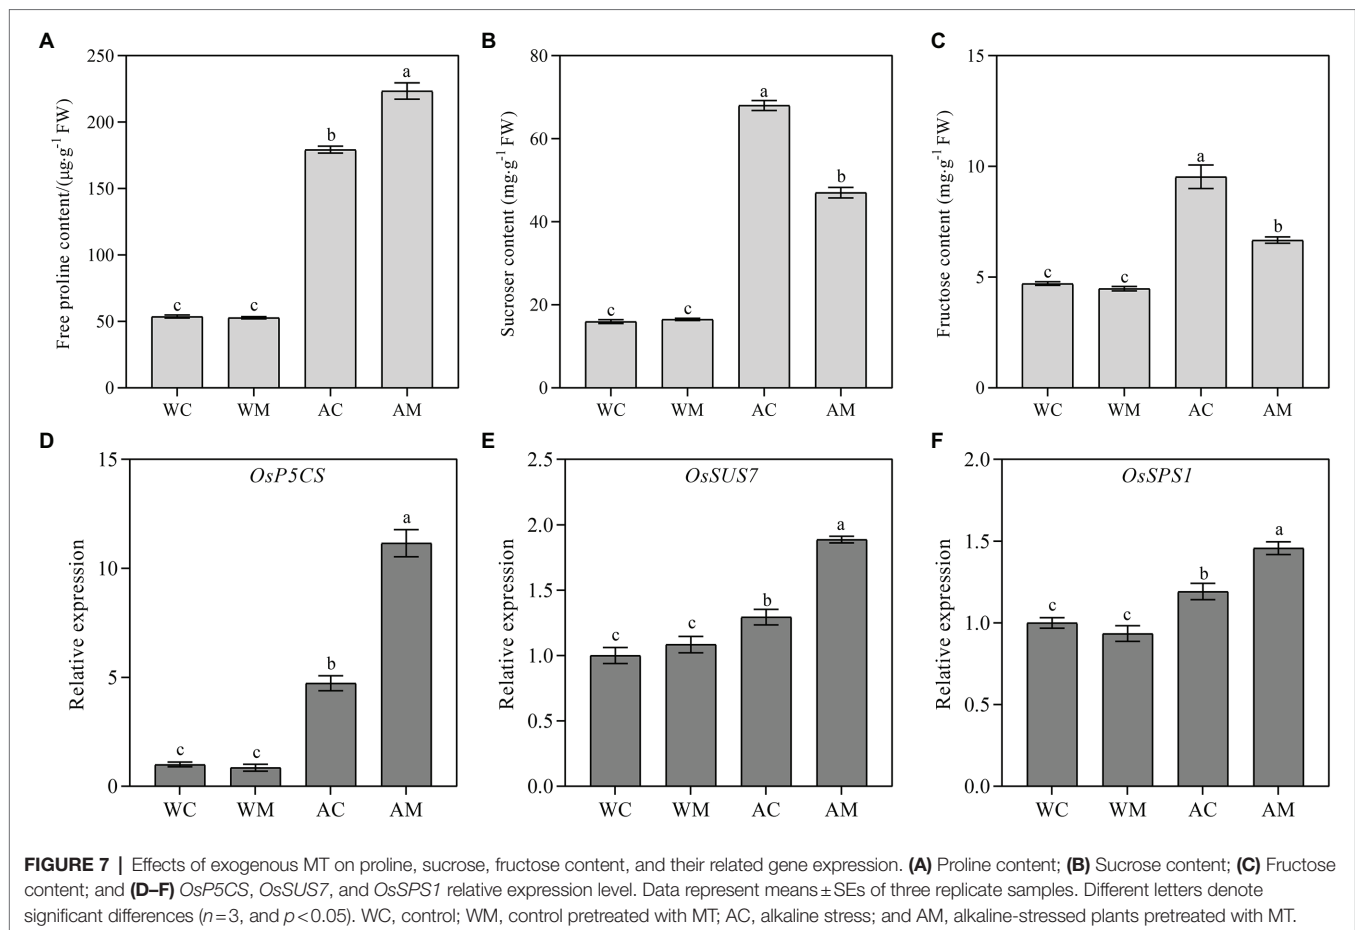 A
250
200
150
100
50
0
Free proline content/(μg·g⁻¹ FW)
c
c
b
a
WC WM AC AM
B
80
60
40
20
0
Sucroser content (mg·g⁻¹ FW)
c
c
a
b
WC WM AC AM
C
15
10
5
0
Fructose content (mg·g⁻¹ FW)
c
c
a
b
WC WM AC AM
D
OsP5CS
15
10
5
0
Relative expression
c
c
b
a
WC WM AC AM
E
OsSUS7
2.5
2.0
1.5
1.0
0.5
0.0
Relative expression
c
c
b
a
WC WM AC AM
F
OsSPS1
2.0
1.5
1.0
0.5
0.0
Relative expression
c
c
b
a
WC WM AC AM
FIGURE 7 | Effects of exogenous MT on proline, sucrose, fructose content, and their related gene expression. (A) Proline content; (B) Sucrose content; (C) Fructose
content; and (D–F) OsP5CS, OsSUS7, and OsSPS1 relative expression level. Data represent means ± SEs of three replicate samples. Different letters denote
significant differences (n = 3, and p < 0.05). WC, control; WM, control pretreated with MT; AC, alkaline stress; and AM, alkaline-stressed plants pretreated with MT.